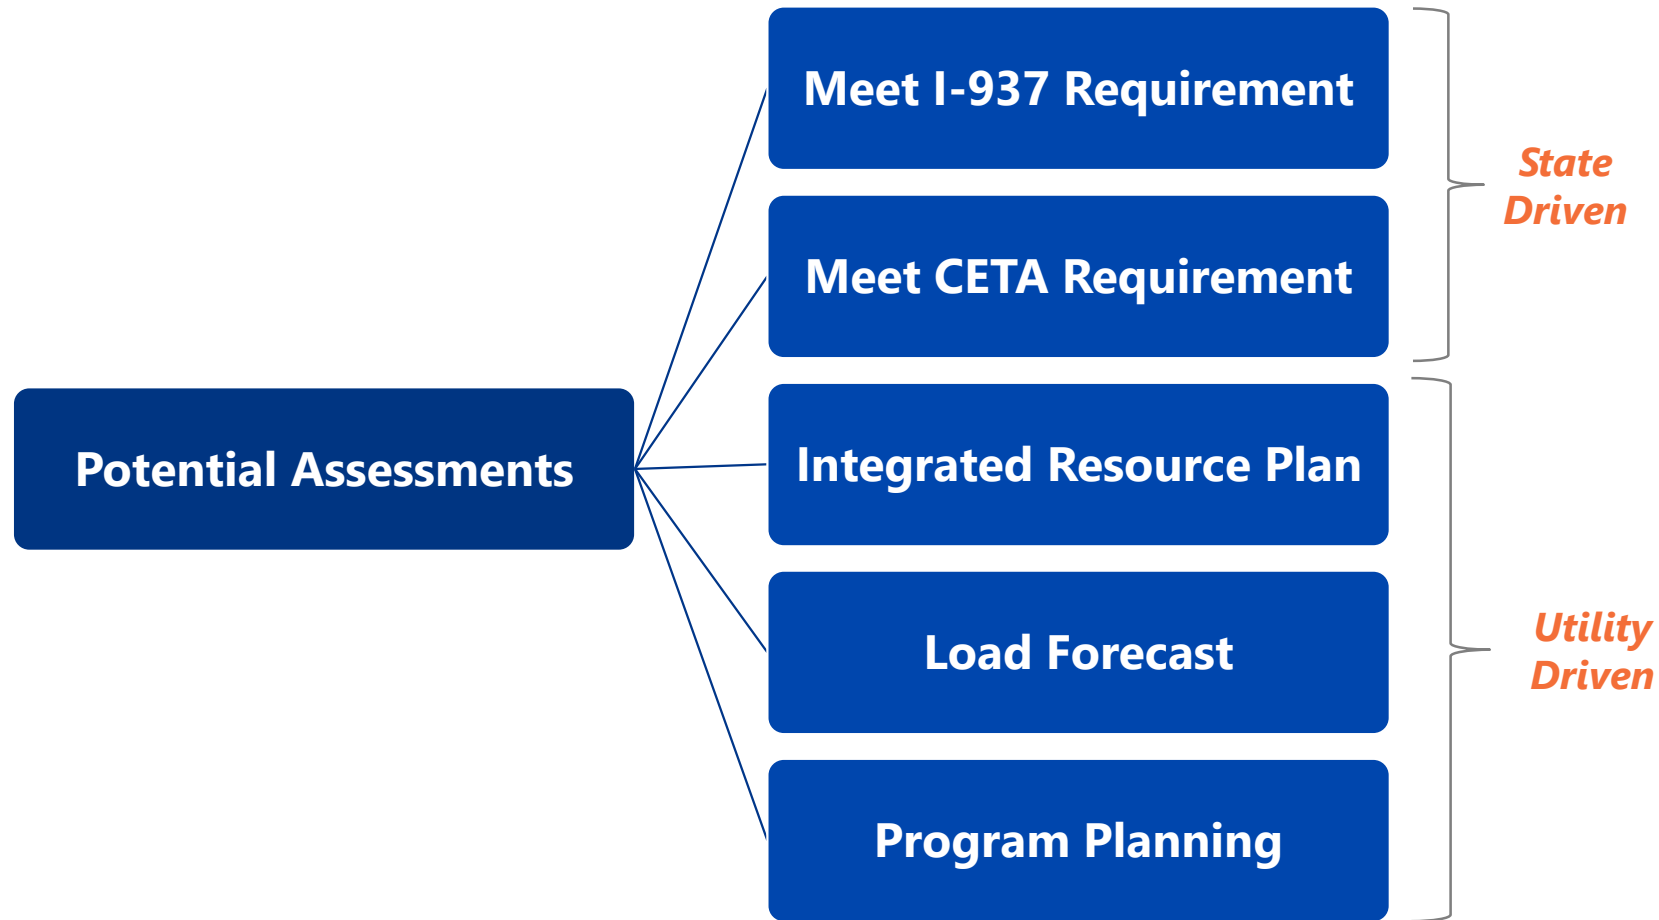 Meet I-937 Requirement
State
Driven
Meet CETA Requirement
Potential Assessments
Integrated Resource Plan
Load Forecast
Utility
Driven
Program Planning